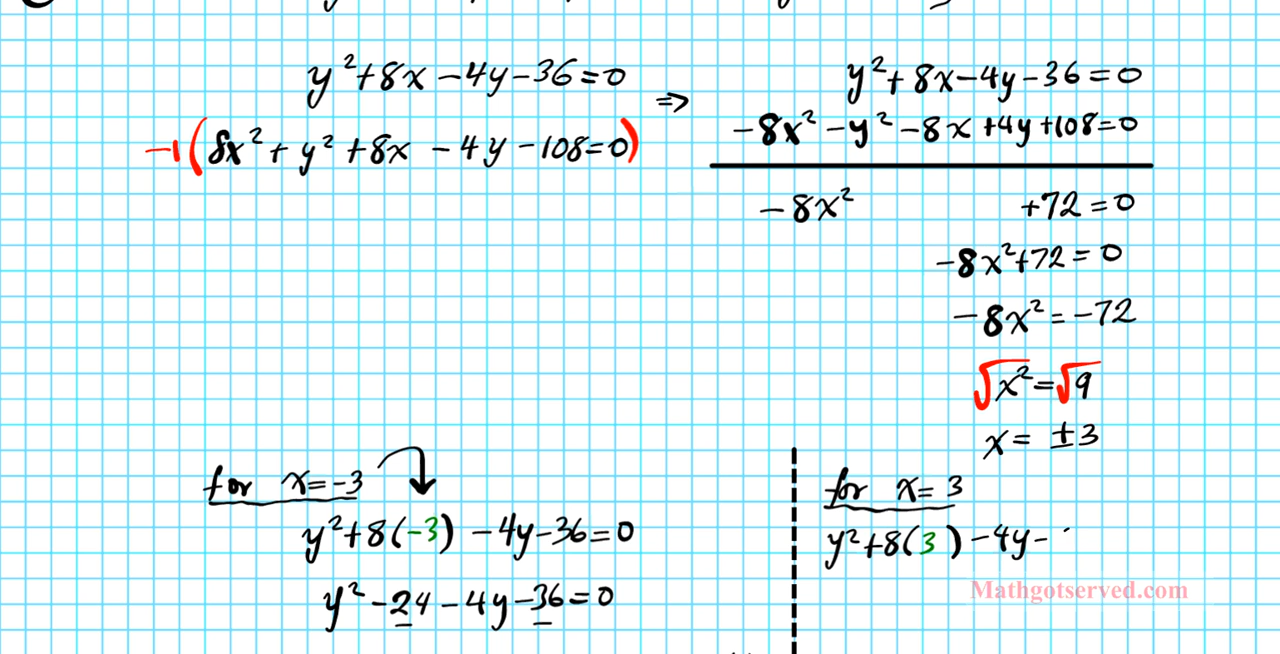 y²+8x-4y-36=0
-1(8x²+y²+8x-4y-108=0)
⇒
y²+8x-4y-36=0
-8x²-y²-8x+4y+108=0
-8x² +72=0
-8x²+72=0
-8x²=-72
√x²=√9
x=±3
for x=-3
y²+8(-3)-4y-36=0
y²-24-4y-36=0
for x=3
y²+8(3)-4y-
Mathgotserved.com